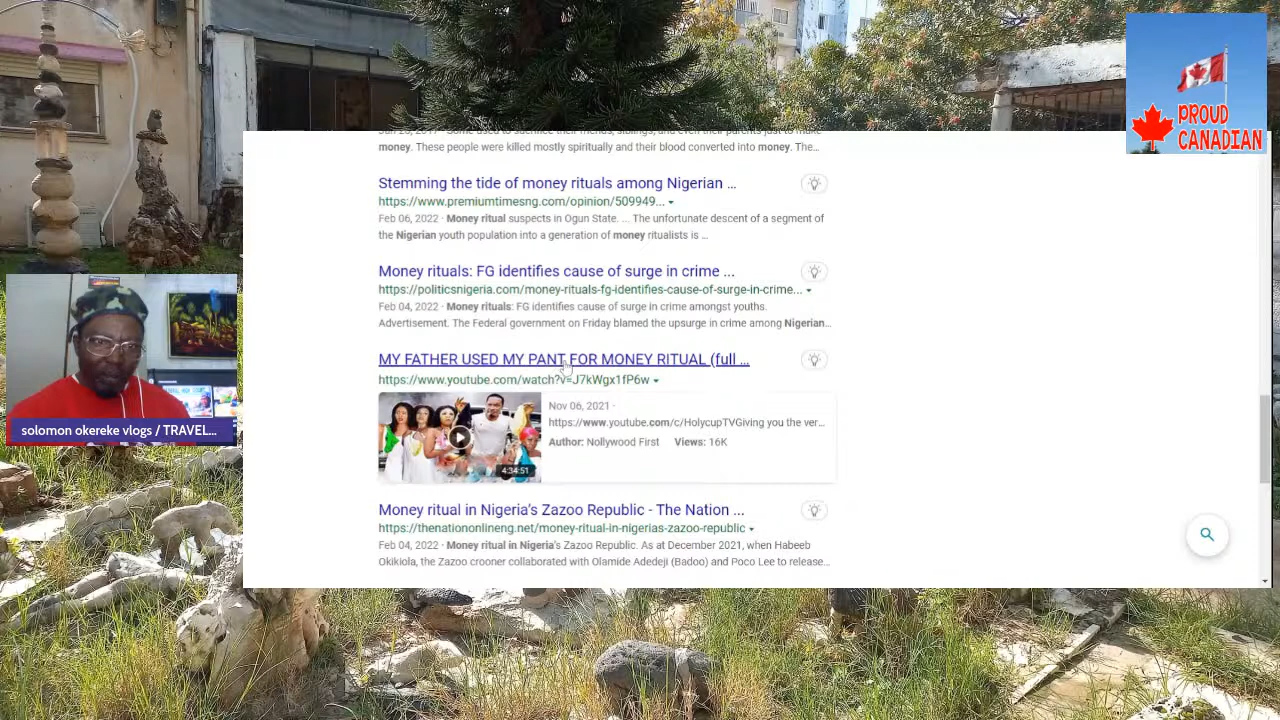 PROUD
CANADIAN
money. These people were killed mostly spiritually and their blood converted into money. The...
Stemming the tide of money rituals among Nigerian ...
https://www.premiumtimesng.com/opinion/509949...
Feb 06, 2022 · Money ritual suspects in Ogun State. ... The unfortunate descent of a segment of
the Nigerian youth population into a generation of money ritualists is ...
Money rituals: FG identifies cause of surge in crime ...
https://politicsnigeria.com/money-rituals-fg-identifies-cause-of-surge-in-crime...
Feb 04, 2022 · Money rituals: FG identifies cause of surge in crime amongst youths.
Advertisement. The Federal government on Friday blamed the upsurge in crime among Nigerian...
MY FATHER USED MY PANT FOR MONEY RITUAL (full ...
https://www.youtube.com/watch?v=J7kWgx1fP6w
Nov 06, 2021 ·
https://www.youtube.com/c/HolycupTVGiving you the ver...
Author: Nollywood First Views: 16K
4:34:51
Money ritual in Nigeria's Zazoo Republic - The Nation ...
https://thenationonlineng.net/money-ritual-in-nigerias-zazoo-republic
Feb 04, 2022 · Money ritual in Nigeria's Zazoo Republic. As at December 2021, when Habeeb
Okikiola, the Zazoo crooner collaborated with Olamide Adedeji (Badoo) and Poco Lee to release...
solomon okereke vlogs / TRAVEL...